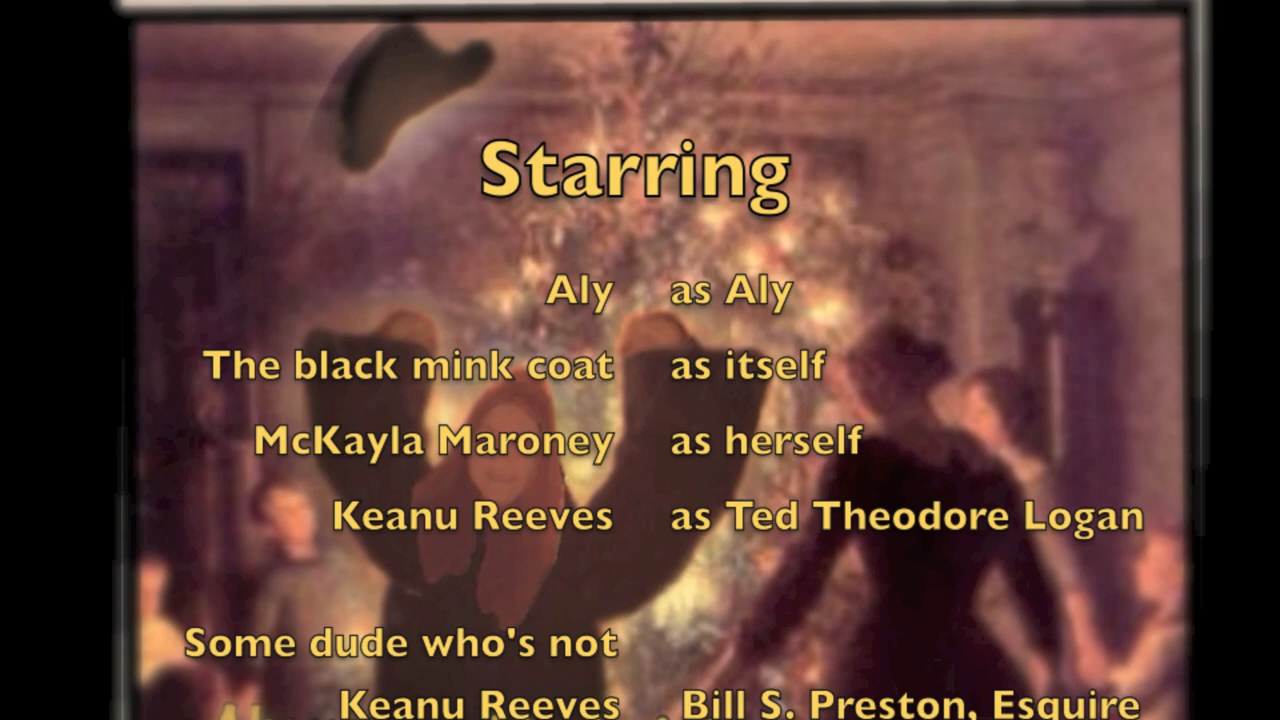 Starring
Aly as Aly
The black mink coat as itself
McKayla Maroney as herself
Keanu Reeves as Ted Theodore Logan
Some dude who's not
Keanu Reeves Bill S. Preston, Esquire